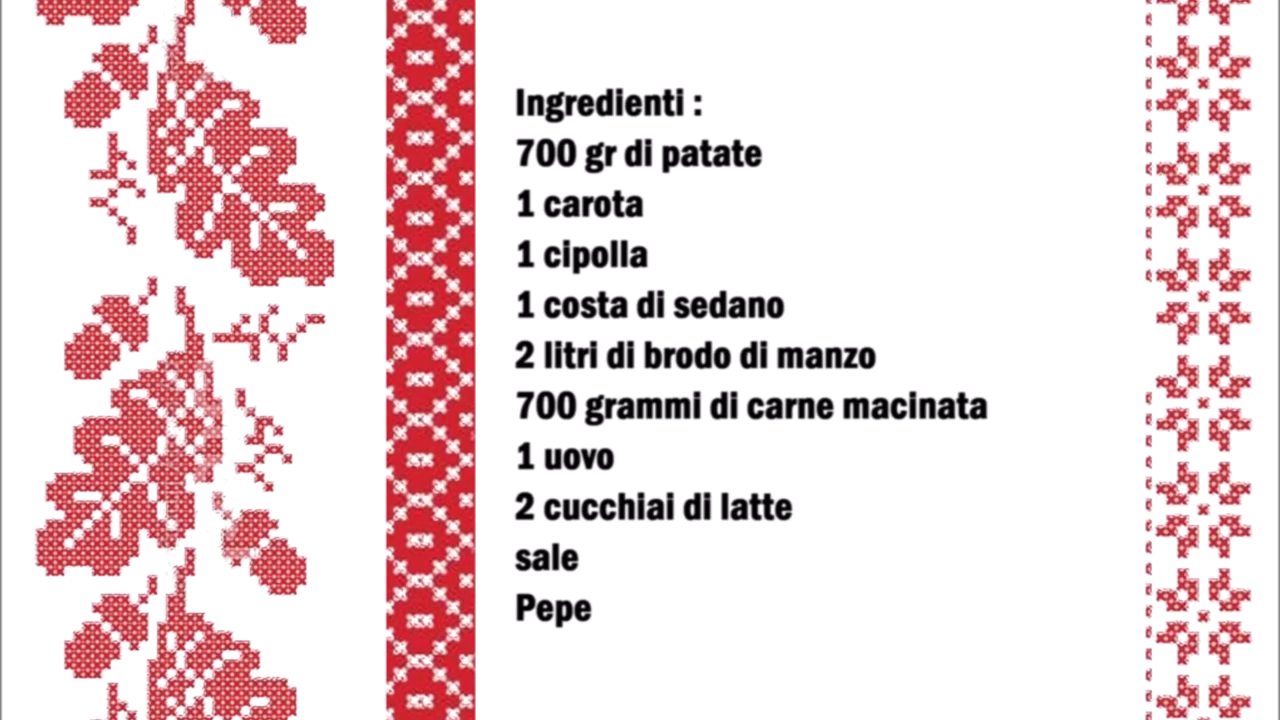 Ingredienti :
700 gr di patate
1 carota
1 cipolla
1 costa di sedano
2 litri di brodo di manzo
700 grammi di carne macinata
1 uovo
2 cucchiai di latte
sale
Pepe